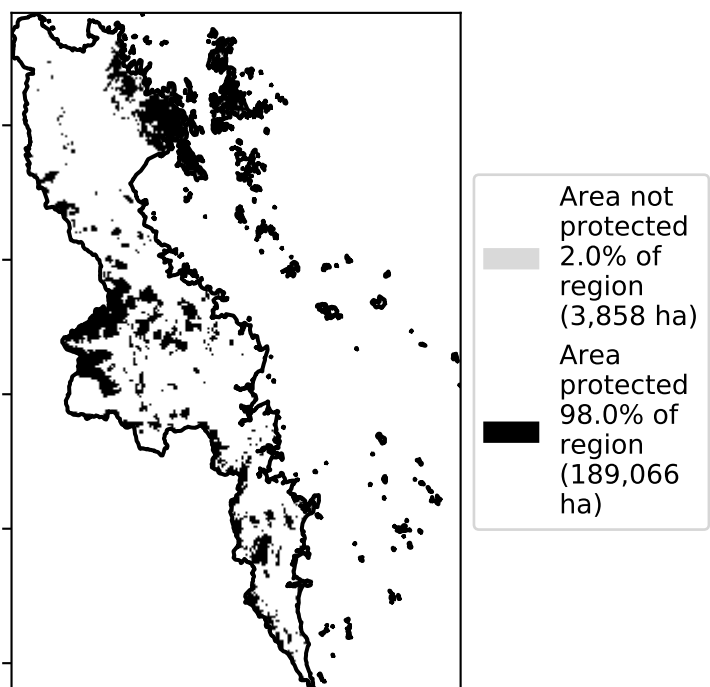 Area not
protected
2.0% of
region
(3,858 ha)
Area
protected
98.0% of
region
(189,066
ha)